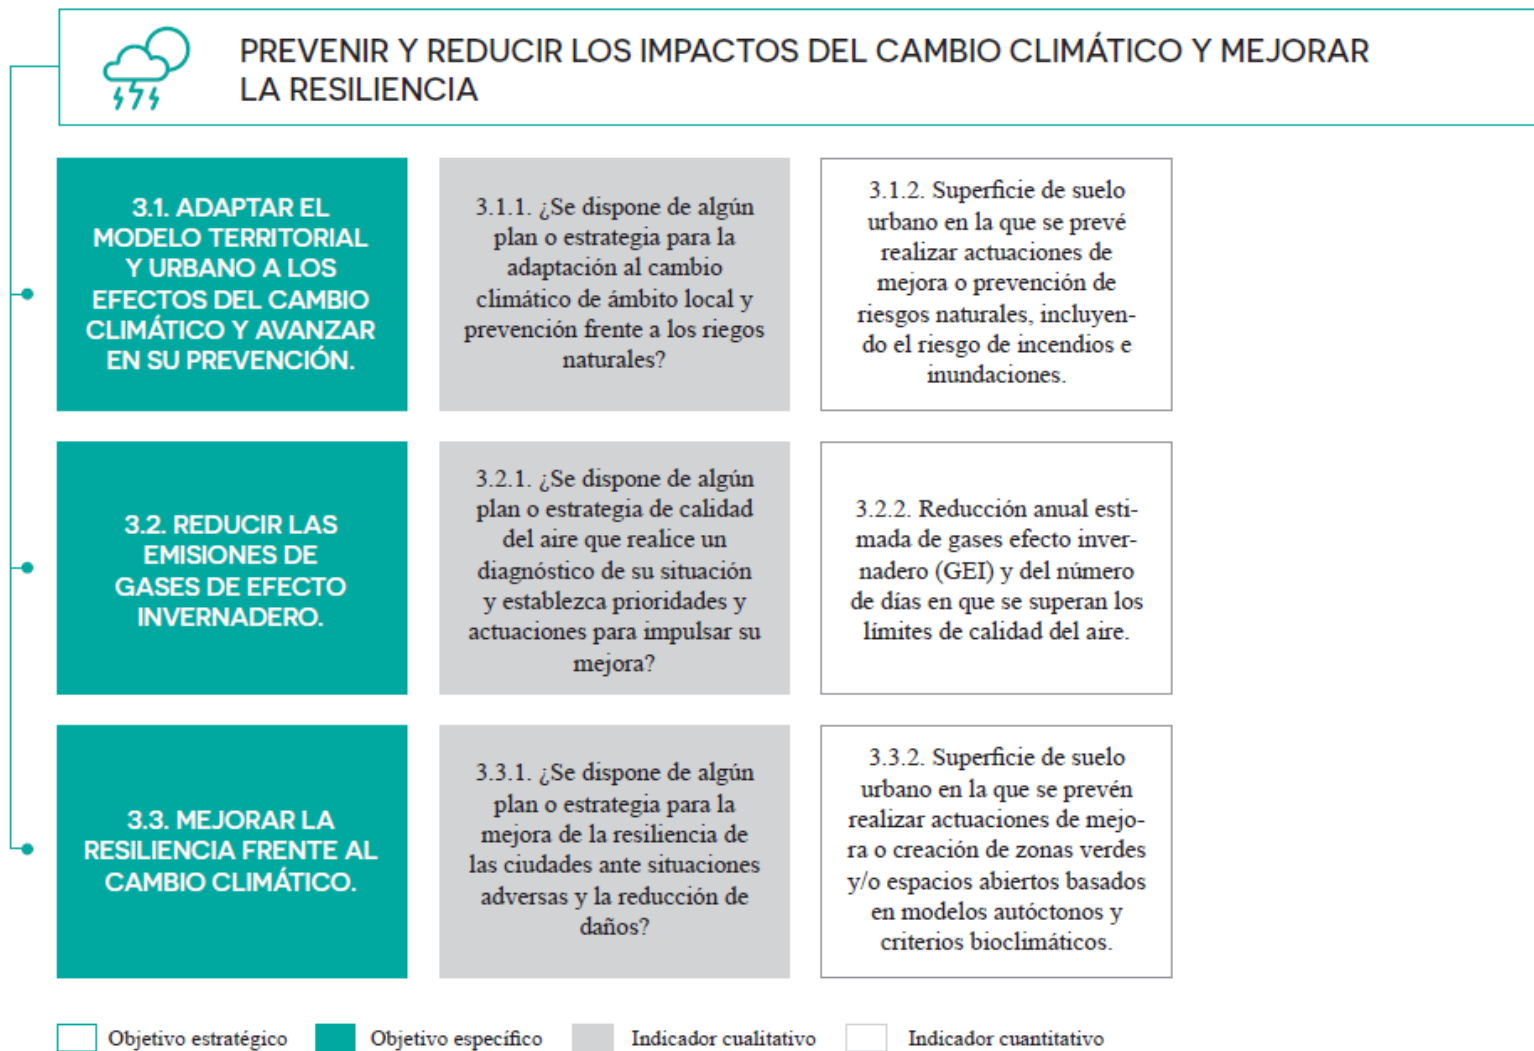 PREVENIR Y REDUCIR LOS IMPACTOS DEL CAMBIO CLIMÁTICO Y MEJORAR
LA RESILIENCIA
3.1. ADAPTAR EL
MODELO TERRITORIAL
Y URBANO A LOS
EFECTOS DEL CAMBIO
CLIMÁTICO Y AVANZAR
EN SU PREVENCIÓN.
3.1.1. ¿Se dispone de algún
plan o estrategia para la
adaptación al cambio
climático de ámbito local y
prevención frente a los riegos
naturales?
3.1.2. Superficie de suelo
urbano en la que se prevé
realizar actuaciones de
mejora o prevención de
riesgos naturales, incluyen-
do el riesgo de incendios e
inundaciones.
3.2. REDUCIR LAS
EMISIONES DE
GASES DE EFECTO
INVERNADERO.
3.2.1. ¿Se dispone de algún
plan o estrategia de calidad
del aire que realice un
diagnóstico de su situación
y establezca prioridades y
actuaciones para impulsar su
mejora?
3.2.2. Reducción anual esti-
mada de gases efecto inver-
nadero (GEI) y del número
de días en que se superan los
límites de calidad del aire.
3.3. MEJORAR LA
RESILIENCIA FRENTE AL
CAMBIO CLIMÁTICO.
3.3.1. ¿Se dispone de algún
plan o estrategia para la
mejora de la resiliencia de
las ciudades ante situaciones
adversas y la reducción de
daños?
3.3.2. Superficie de suelo
urbano en la que se prevén
realizar actuaciones de mejo-
ra o creación de zonas verdes
y/o espacios abiertos basados
en modelos autóctonos y
criterios bioclimáticos.
Objetivo estratégico Objetivo específico Indicador cualitativo Indicador cuantitativo